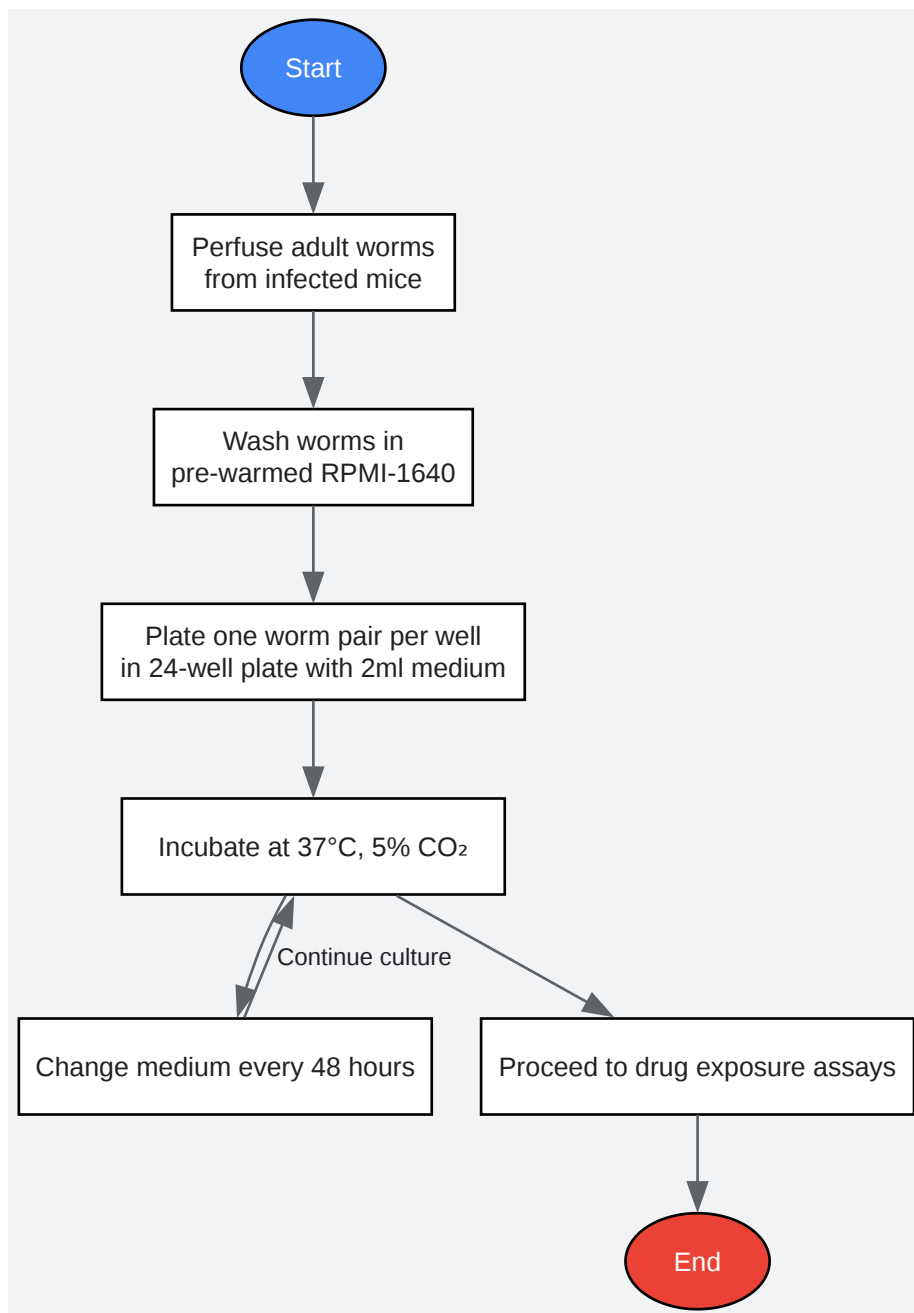 Start
Perfuse adult worms
from infected mice
Wash worms in
pre-warmed RPMI-1640
Plate one worm pair per well
in 24-well plate with 2ml medium
Incubate at 37°C, 5% CO₂
Continue culture
Change medium every 48 hours
Proceed to drug exposure assays
End